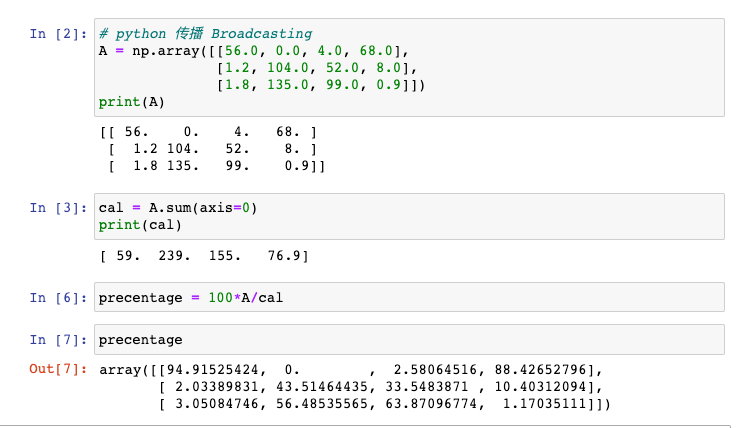 In [2]: # python 传播 Broadcasting
A = np.array([[56.0, 0.0, 4.0, 68.0],
[1.2, 104.0, 52.0, 8.0],
[1.8, 135.0, 99.0, 0.9]])
print(A)
[[ 56.    0.    4.   68. ]
[  1.2 104.   52.    8. ]
[  1.8 135.   99.    0.9]]
In [3]: cal = A.sum(axis=0)
print(cal)
[ 59.  239.  155.   76.9]
In [6]: precentage = 100*A/cal
In [7]: precentage
Out[7]: array([[94.91525424,  0.        ,  2.58064516, 88.42652796],
[ 2.03389831, 43.51464435, 33.5483871 , 10.40312094],
[ 3.05084746, 56.48535565, 63.87096774,  1.17035111]])